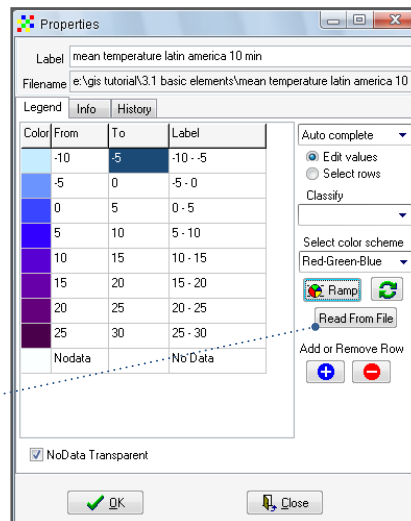 Properties
Label mean temperature latin america 10 min
Filename e:\gis tutorial\3.1 basic elements\mean temperature latin america 10
Legend Info History
Color From To Label
-10 -5 -10 - -5
-5 0 -5 - 0
0 5 0 - 5
5 10 5 - 10
10 15 10 - 15
15 20 15 - 20
20 25 20 - 25
25 30 25 - 30
Nodata No Data
Auto complete
Edit values
Select rows
Classify
Select color scheme
Red-Green-Blue
Ramp
Read From File
Add or Remove Row
NoData Transparent
OK Close